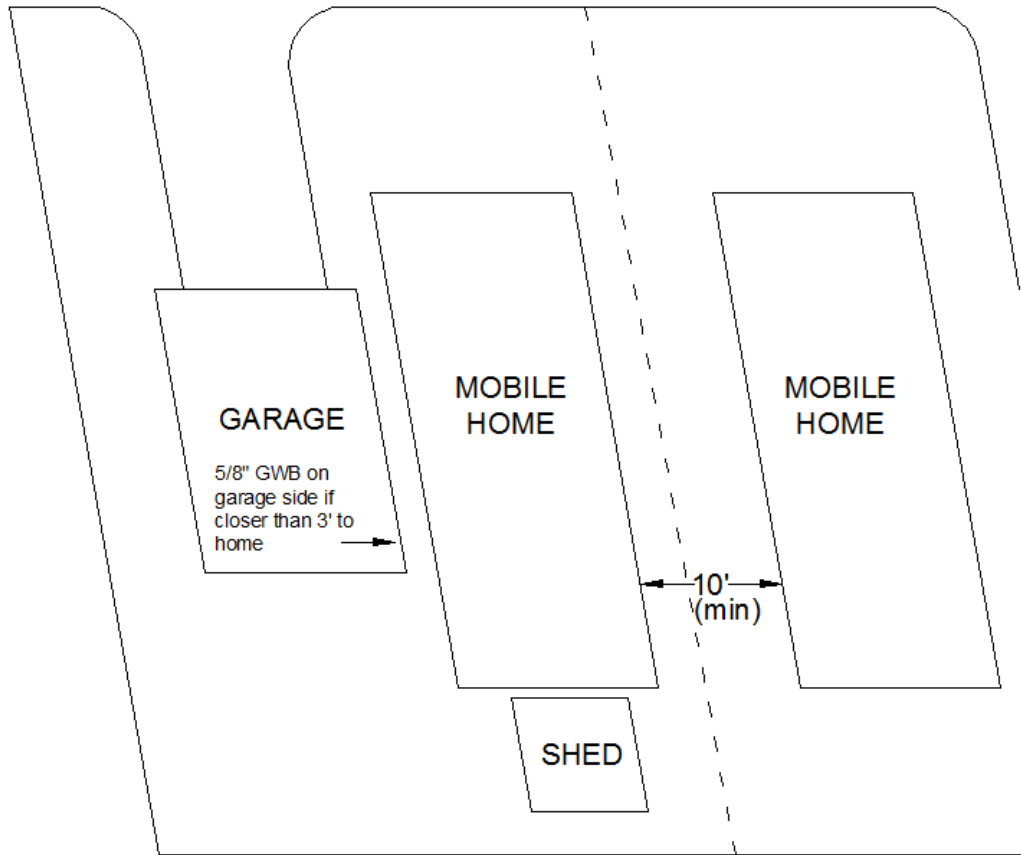 MOBILE
HOME
MOBILE
HOME
GARAGE
5/8" GWB on
garage side if
closer than 3' to
home
10'
(min)
SHED